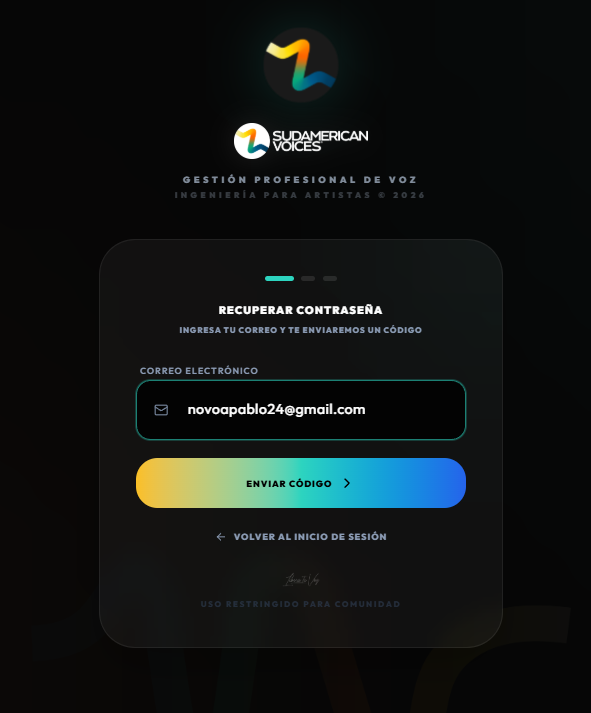 SUDAMERICAN
VOICES
GESTIÓN PROFESIONAL DE VOZ
INGENIERÍA PARA ARTISTAS © 2026
RECUPERAR CONTRASEÑA
INGRESA TU CORREO Y TE ENVIAREMOS UN CÓDIGO
CORREO ELECTRÓNICO
novoapablo24@gmail.com
ENVIAR CÓDIGO
VOLVER AL INICIO DE SESIÓN
USO RESTRINGIDO PARA COMUNIDAD